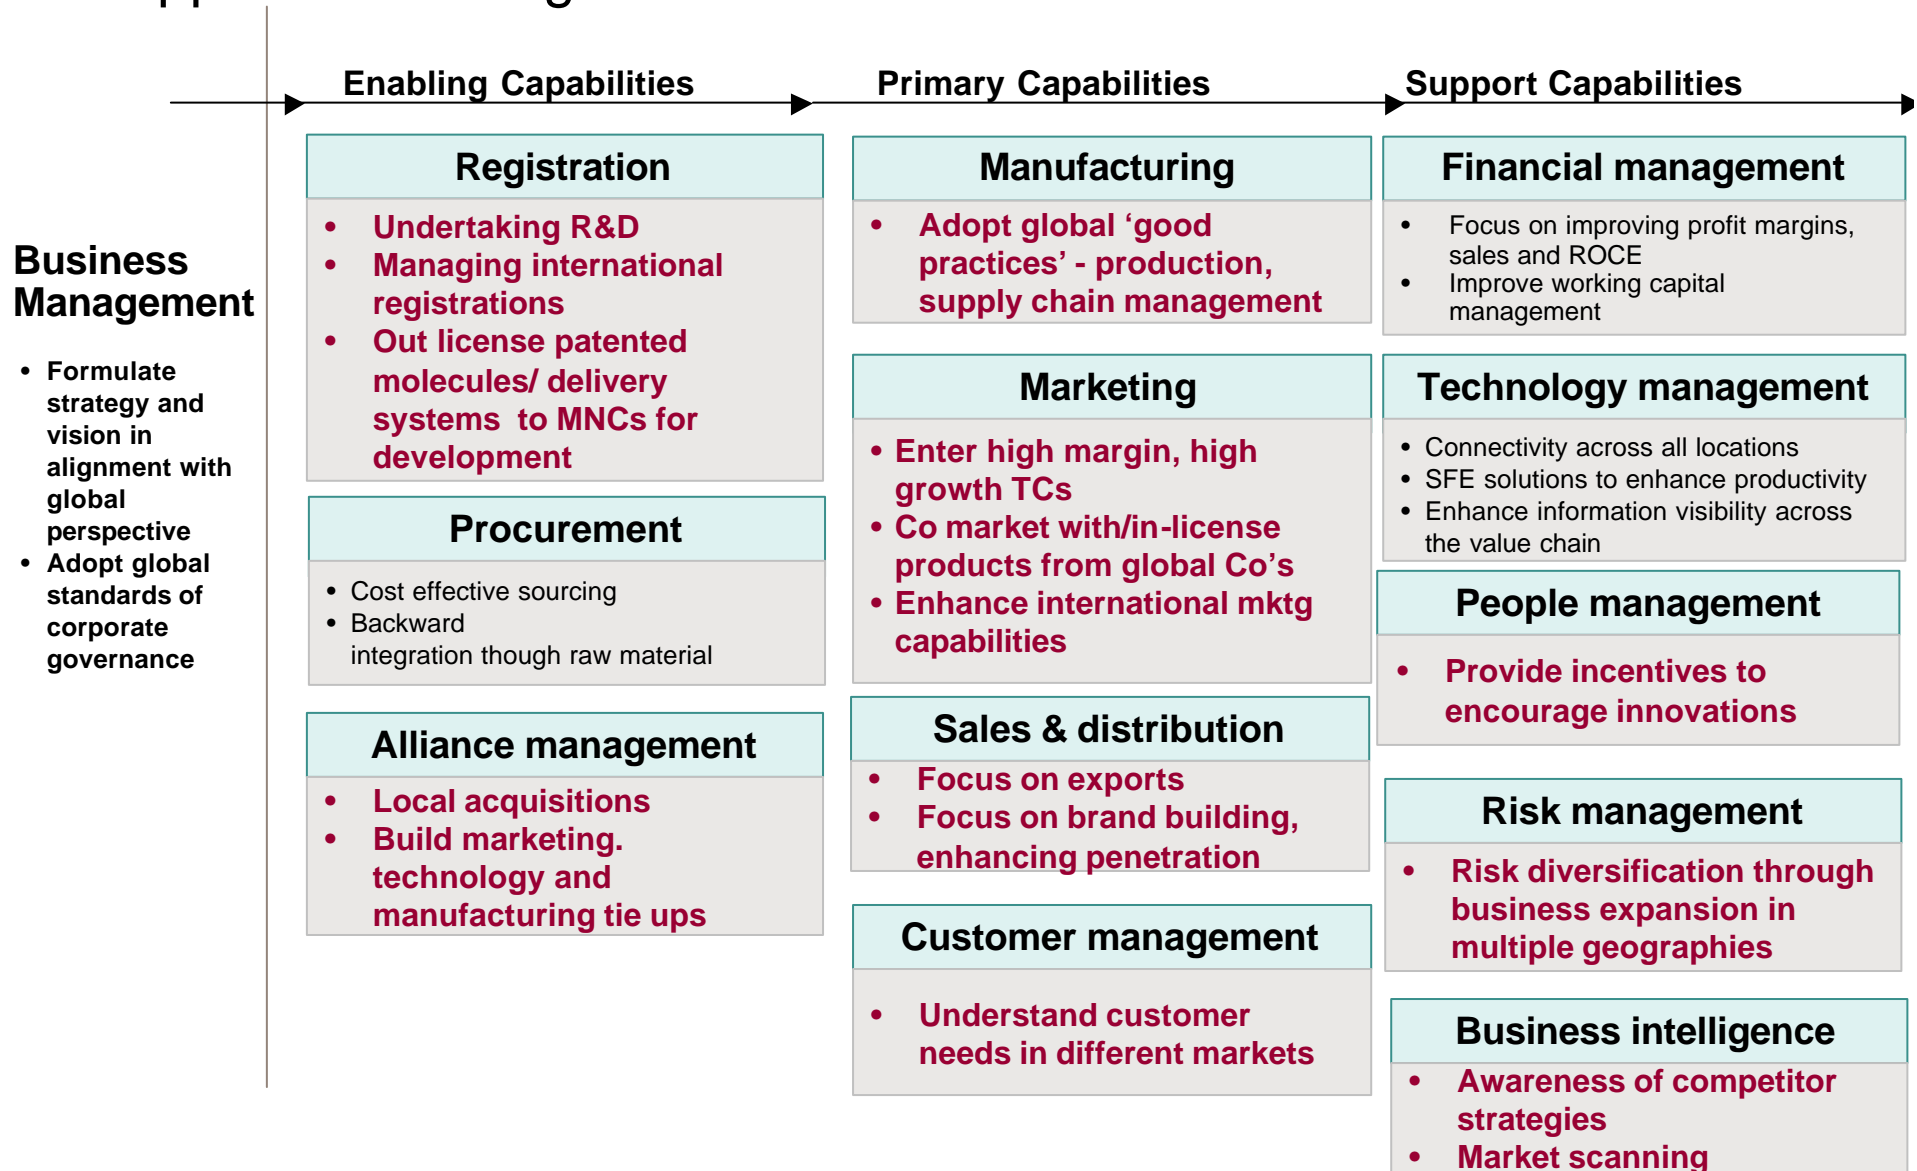 Enabling Capabilities
Primary Capabilities
Support Capabilities
Business
Management
• Formulate
strategy and
vision in
alignment with
global
perspective
• Adopt global
standards of
corporate
governance
Registration
• Undertaking R&D
• Managing international
registrations
• Out license patented
molecules/ delivery
systems to MNCs for
development
Procurement
• Cost effective sourcing
• Backward
integration though raw material
Alliance management
• Local acquisitions
• Build marketing.
technology and
manufacturing tie ups
Manufacturing
• Adopt global ‘good
practices’ - production,
supply chain management
Marketing
• Enter high margin, high
growth TCs
• Co market with/in-license
products from global Co’s
• Enhance international mktg
capabilities
Sales & distribution
• Focus on exports
• Focus on brand building,
enhancing penetration
Customer management
• Understand customer
needs in different markets
Financial management
• Focus on improving profit margins,
sales and ROCE
• Improve working capital
management
Technology management
• Connectivity across all locations
• SFE solutions to enhance productivity
• Enhance information visibility across
the value chain
People management
• Provide incentives to
encourage innovations
Risk management
• Risk diversification through
business expansion in
multiple geographies
Business intelligence
• Awareness of competitor
strategies
• Market scanning